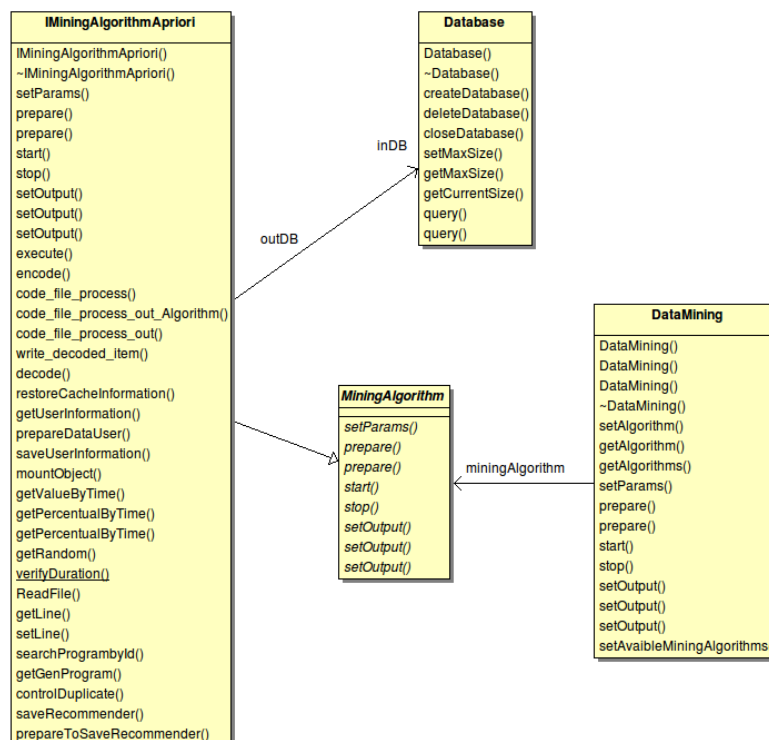 IMiningAlgorithmApriori
IMiningAlgorithmApriori()
~IMiningAlgorithmApriori()
setParams()
prepare()
prepare()
start()
stop()
setOutput()
setOutput()
setOutput()
execute()
encode()
code_file_process()
code_file_process_out_Algorithm()
code_file_process_out()
write_decoded_item()
decode()
restoreCacheInformation()
getUserInformation()
prepareDataUser()
saveUserInformation()
mountObject()
getValueByTime()
getPercentualByTime()
getPercentualByTime()
getRandom()
verifyDuration()
ReadFile()
getLine()
setLine()
searchProgrambyId()
getGenProgram()
controlDuplicate()
saveRecommender()
prepareToSaveRecommender()
Database
Database()
~Database()
createDatabase()
deleteDatabase()
closeDatabase()
setMaxSize()
getMaxSize()
getCurrentSize()
query()
query()
inDB
outDB
MiningAlgorithm
setParams()
prepare()
prepare()
start()
stop()
setOutput()
setOutput()
setOutput()
miningAlgorithm
DataMining
DataMining()
DataMining()
DataMining()
~DataMining()
setAlgorithm()
getAlgorithm()
getAlgorithms()
setParams()
prepare()
prepare()
start()
stop()
setOutput()
setOutput()
setOutput()
setAvaibleMiningAlgorithms